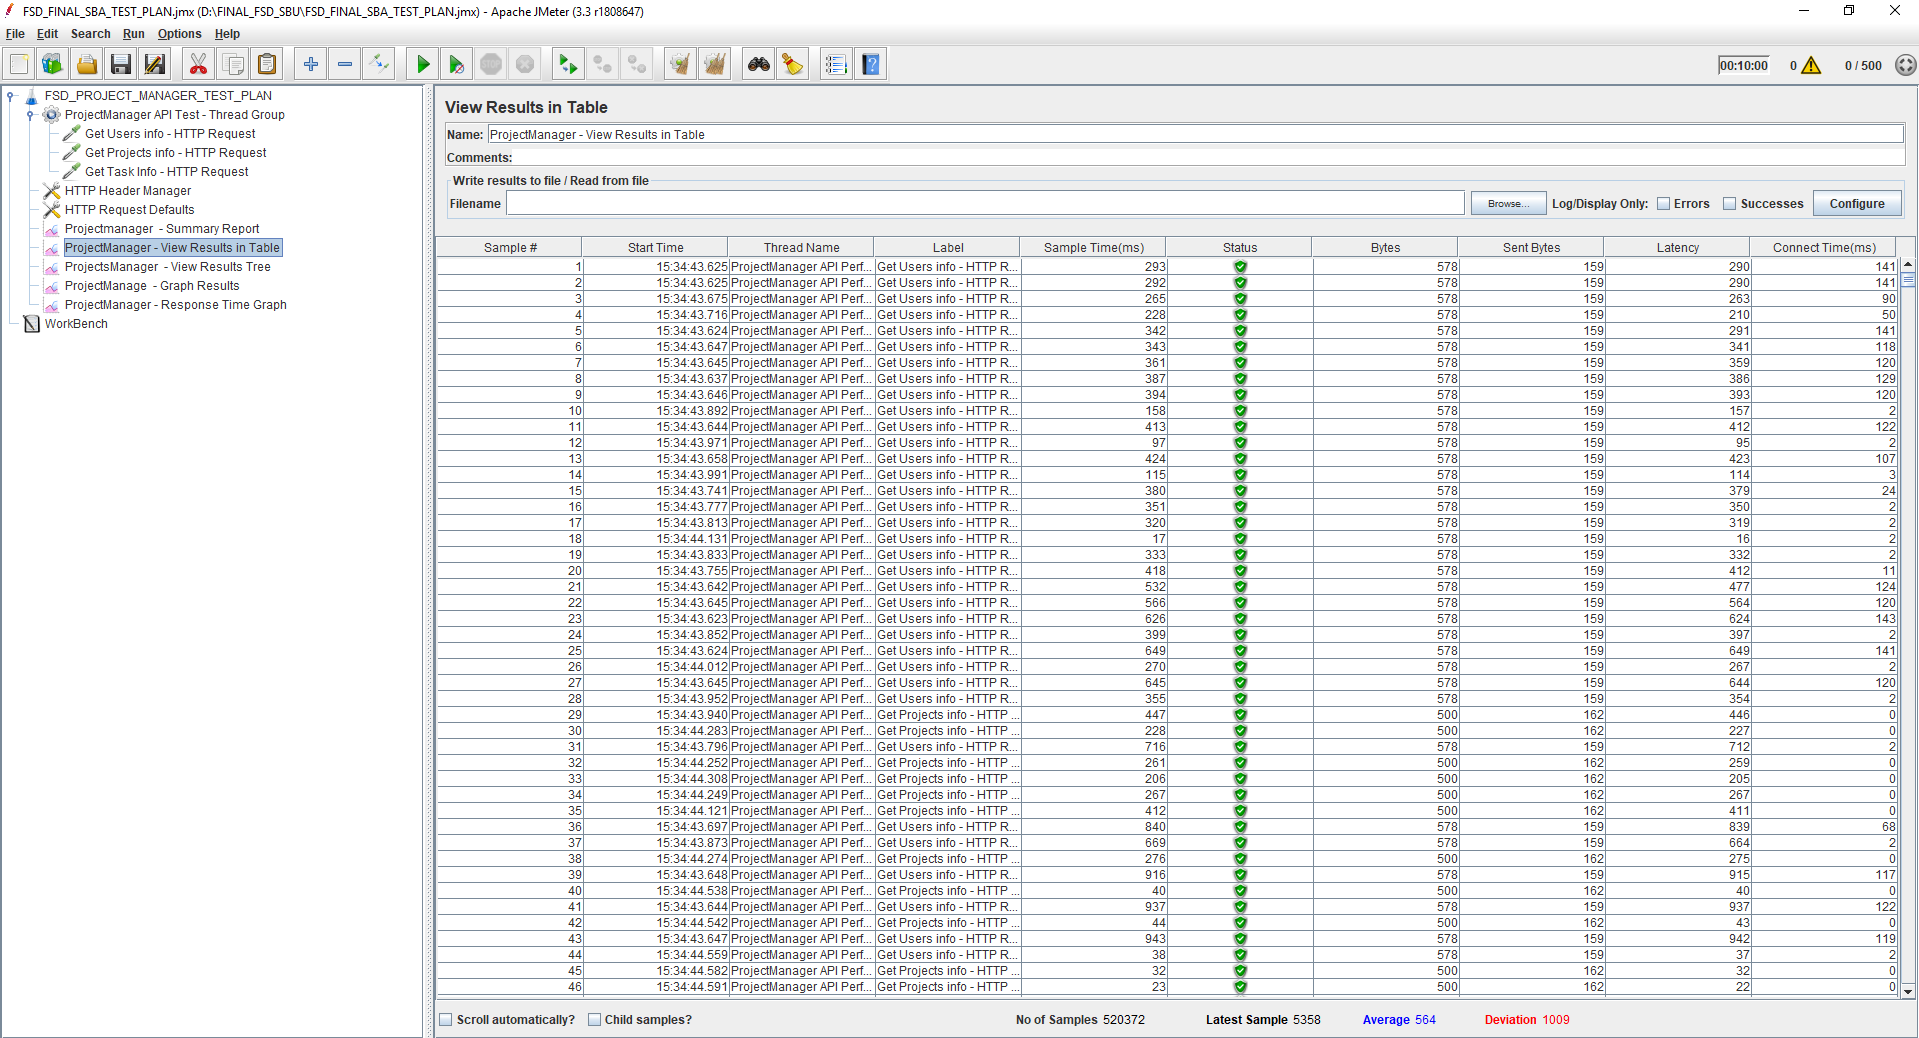 FSD_FINAL_SBA_TEST_PLAN.jmx (D:\FINAL_FSD_SBU\FSD_FINAL_SBA_TEST_PLAN.jmx) - Apache JMeter (3.3 r1808647)
File Edit Search Run Options Help
00:10:00 0 0 / 500
FSD_PROJECT_MANAGER_TEST_PLAN
ProjectManager API Test - Thread Group
Get Users info - HTTP Request
Get Projects info - HTTP Request
Get Task Info - HTTP Request
HTTP Header Manager
HTTP Request Defaults
Projectmanager - Summary Report
ProjectManager - View Results in Table
ProjectsManager - View Results Tree
ProjectManage - Graph Results
ProjectManager - Response Time Graph
WorkBench
View Results in Table
Name: ProjectManager - View Results in Table
Comments:
Write results to file / Read from file
Filename Browse... Log/Display Only: Errors Successes Configure
Sample # Start Time Thread Name Label Sample Time(ms) Status Bytes Sent Bytes Latency Connect Time(ms)
1 15:34:43.625 ProjectManager API Perf... Get Users info - HTTP R... 293 578 159 290 141
2 15:34:43.625 ProjectManager API Perf... Get Users info - HTTP R... 292 578 159 290 141
3 15:34:43.675 ProjectManager API Perf... Get Users info - HTTP R... 265 578 159 263 90
4 15:34:43.716 ProjectManager API Perf... Get Users info - HTTP R... 228 578 159 210 50
5 15:34:43.624 ProjectManager API Perf... Get Users info - HTTP R... 342 578 159 291 141
6 15:34:43.647 ProjectManager API Perf... Get Users info - HTTP R... 343 578 159 341 118
7 15:34:43.645 ProjectManager API Perf... Get Users info - HTTP R... 361 578 159 359 120
8 15:34:43.637 ProjectManager API Perf... Get Users info - HTTP R... 387 578 159 386 129
9 15:34:43.646 ProjectManager API Perf... Get Users info - HTTP R... 394 578 159 393 120
10 15:34:43.892 ProjectManager API Perf... Get Users info - HTTP R... 158 578 159 157 2
11 15:34:43.644 ProjectManager API Perf... Get Users info - HTTP R... 413 578 159 412 122
12 15:34:43.971 ProjectManager API Perf... Get Users info - HTTP R... 97 578 159 95 2
13 15:34:43.658 ProjectManager API Perf... Get Users info - HTTP R... 424 578 159 423 107
14 15:34:43.991 ProjectManager API Perf... Get Users info - HTTP R... 115 578 159 114 3
15 15:34:43.741 ProjectManager API Perf... Get Users info - HTTP R... 380 578 159 379 24
16 15:34:43.777 ProjectManager API Perf... Get Users info - HTTP R... 351 578 159 350 2
17 15:34:43.813 ProjectManager API Perf... Get Users info - HTTP R... 320 578 159 319 2
18 15:34:44.131 ProjectManager API Perf... Get Users info - HTTP R... 17 578 159 16 2
19 15:34:43.833 ProjectManager API Perf... Get Users info - HTTP R... 333 578 159 332 2
20 15:34:43.755 ProjectManager API Perf... Get Users info - HTTP R... 418 578 159 412 11
21 15:34:43.642 ProjectManager API Perf... Get Users info - HTTP R... 532 578 159 477 124
22 15:34:43.645 ProjectManager API Perf... Get Users info - HTTP R... 566 578 159 564 120
23 15:34:43.623 ProjectManager API Perf... Get Users info - HTTP R... 626 578 159 624 143
24 15:34:43.852 ProjectManager API Perf... Get Users info - HTTP R... 399 578 159 397 2
25 15:34:43.624 ProjectManager API Perf... Get Users info - HTTP R... 649 578 159 649 141
26 15:34:44.012 ProjectManager API Perf... Get Users info - HTTP R... 270 578 159 267 2
27 15:34:43.645 ProjectManager API Perf... Get Users info - HTTP R... 645 578 159 644 120
28 15:34:43.952 ProjectManager API Perf... Get Users info - HTTP R... 355 578 159 354 2
29 15:34:43.940 ProjectManager API Perf... Get Projects info - HTTP ... 447 500 162 446 0
30 15:34:44.283 ProjectManager API Perf... Get Projects info - HTTP ... 228 500 162 227 0
31 15:34:43.796 ProjectManager API Perf... Get Users info - HTTP R... 716 578 159 712 2
32 15:34:44.252 ProjectManager API Perf... Get Projects info - HTTP ... 261 500 162 259 0
33 15:34:44.308 ProjectManager API Perf... Get Projects info - HTTP ... 206 500 162 205 0
34 15:34:44.249 ProjectManager API Perf... Get Projects info - HTTP ... 267 500 162 267 0
35 15:34:44.121 ProjectManager API Perf... Get Projects info - HTTP ... 412 500 162 411 0
36 15:34:43.697 ProjectManager API Perf... Get Users info - HTTP R... 840 578 159 839 68
37 15:34:43.873 ProjectManager API Perf... Get Users info - HTTP R... 669 578 159 664 2
38 15:34:44.274 ProjectManager API Perf... Get Projects info - HTTP ... 276 500 162 275 0
39 15:34:43.648 ProjectManager API Perf... Get Users info - HTTP R... 916 578 159 915 117
40 15:34:44.538 ProjectManager API Perf... Get Projects info - HTTP ... 40 500 162 40 0
41 15:34:43.644 ProjectManager API Perf... Get Users info - HTTP R... 937 578 159 937 122
42 15:34:44.542 ProjectManager API Perf... Get Projects info - HTTP ... 44 500 162 43 0
43 15:34:43.647 ProjectManager API Perf... Get Users info - HTTP R... 943 578 159 942 119
44 15:34:44.559 ProjectManager API Perf... Get Users info - HTTP R... 38 578 159 37 2
45 15:34:44.582 ProjectManager API Perf... Get Projects info - HTTP ... 32 500 162 32 0
46 15:34:44.591 ProjectManager API Perf... Get Projects info - HTTP ... 23 500 162 22 0
Scroll automatically? Child samples? No of Samples 520372 Latest Sample 5358 Average 564 Deviation 1009